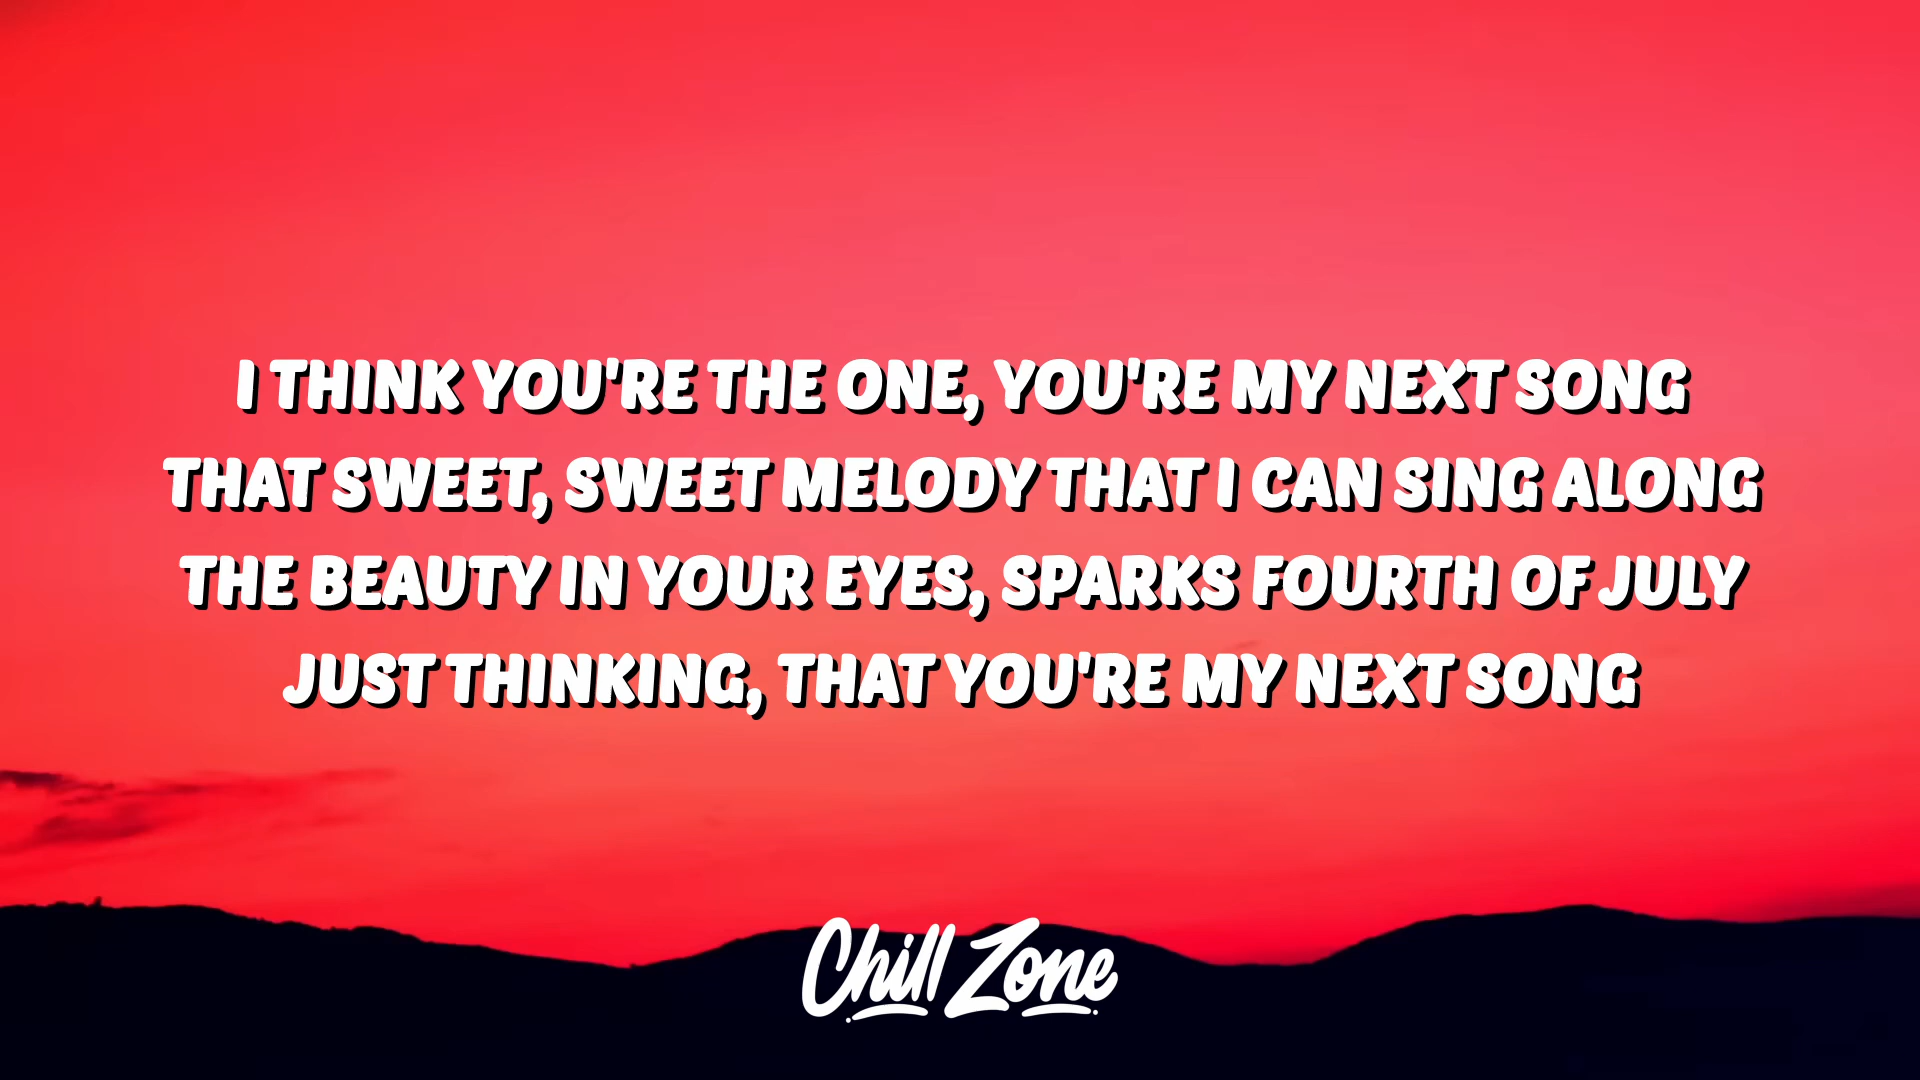 I THINK YOU'RE THE ONE, YOU'RE MY NEXT SONG
THAT SWEET, SWEET MELODY THAT I CAN SING ALONG
THE BEAUTY IN YOUR EYES, SPARKS FOURTH OF JULY
JUST THINKING, THAT YOU'RE MY NEXT SONG
Chill Zone